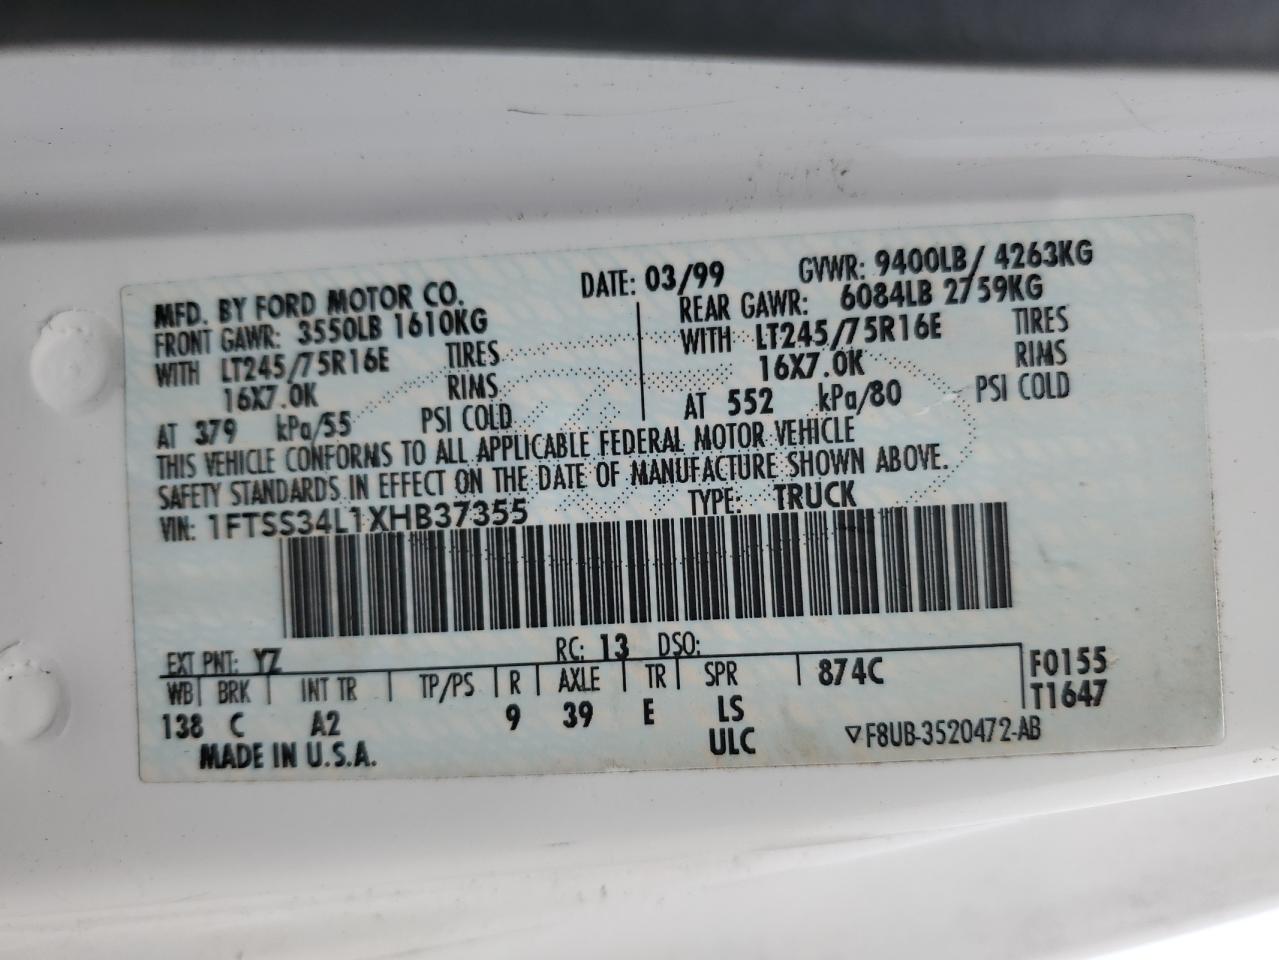 MFD. BY FORD MOTOR CO. DATE: 03/99 GVWR: 9400LB/ 4263KG
FRONT GAWR: 3550LB 1610KG REAR GAWR: 6084LB 2759KG
WITH LT245/75R16E TIRES WITH LT245/75R16E TIRES
16X7.0K RIMS 16X7.0K RIMS
AT 379 kPa/55 PSI COLD AT 552 kPa/80 PSI COLD
THIS VEHICLE CONFORMS TO ALL APPLICABLE FEDERAL MOTOR VEHICLE
SAFETY STANDARDS IN EFFECT ON THE DATE OF MANUFACTURE SHOWN ABOVE.
VIN: 1FTSS34L1XHB37355 TYPE: TRUCK
EXT PNT: YZ RC: 13 DSO:
WB BRK INT TR TP/PS R AXLE TR SPR 874C F0155
138 C A2 9 39 E LS T1647
MADE IN U.S.A. ULC ▽F8UB-3520472-AB